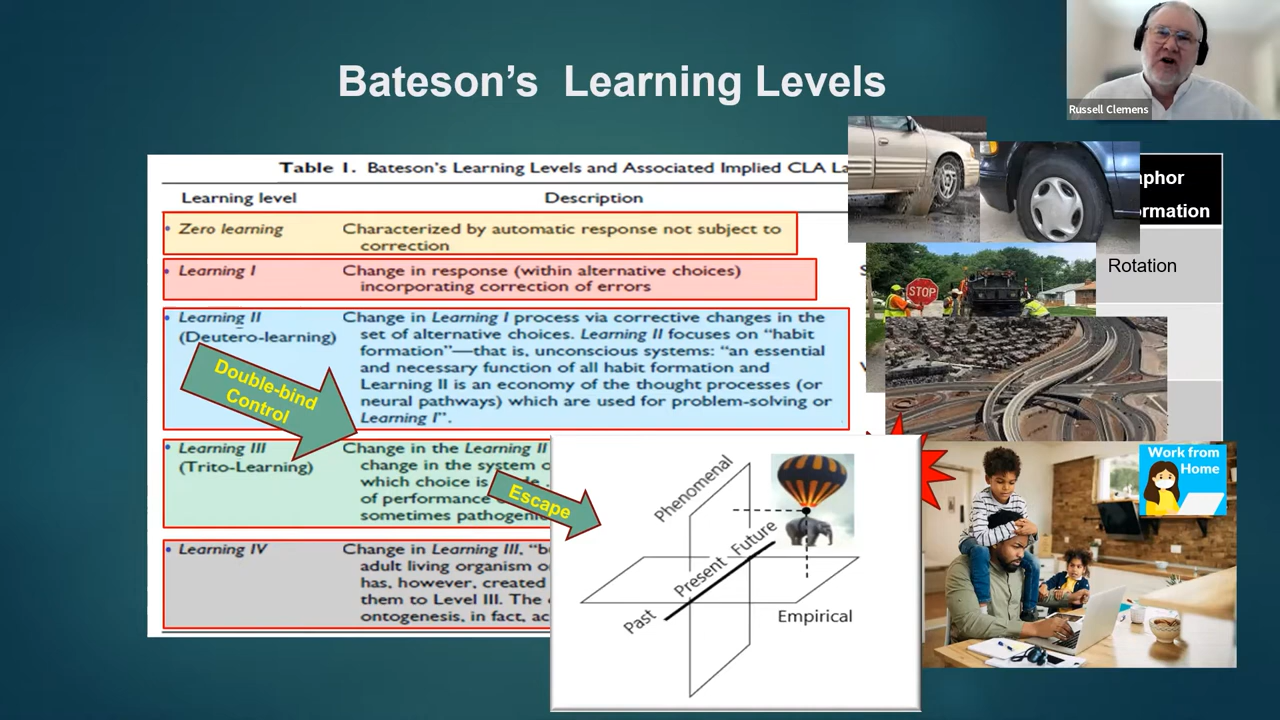 Bateson’s Learning Levels
Russell Clemens
Table 1. Bateson's Learning Levels and Associated Implied CLA La
Learning level Description
• Zero learning Characterized by automatic response not subject to
correction
• Learning I Change in response (within alternative choices)
incorporating correction of errors
• Learning II Change in Learning I process via corrective changes in the
(Deutero-learning) set of alternative choices. Learning II focuses on "habit
formation"—that is, unconscious systems: "an essential
and necessary function of all habit formation and
Learning II is an economy of the thought processes (or
neural pathways) which are used for problem-solving or
Learning I".
Double-bind
Control
• Learning III Change in the Learning II
(Trito-Learning) change in the system o
which choice is
of performance
sometimes pathogeni
• Learning IV Change in Learning III, "b
adult living organism o
has, however, created
them to Level III. The
ontogenesis, in fact, ac
Escape
Phenomenal
Past Present Future
Empirical
aphor
ormation
Rotation
STOP
Work from
Home